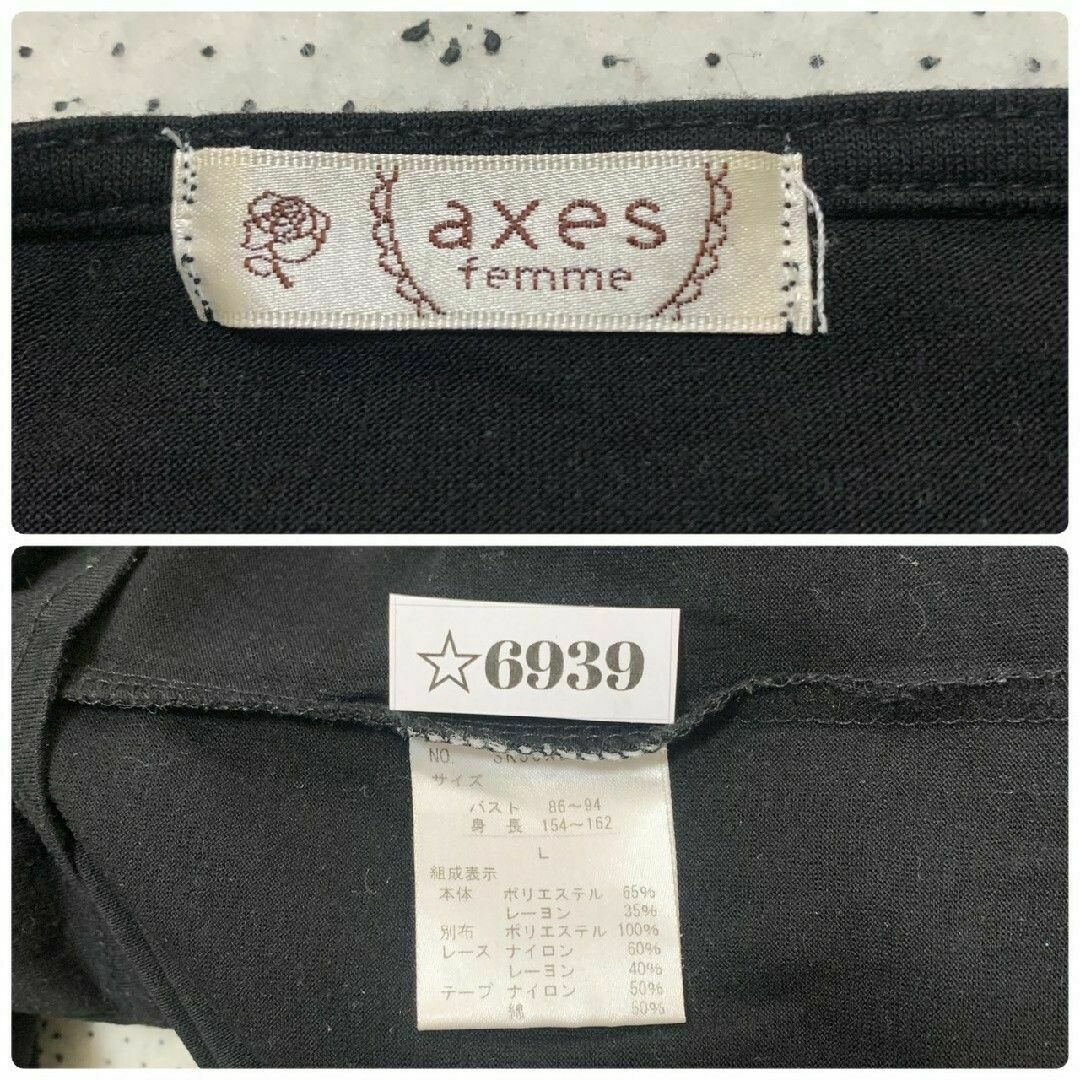 axes
femme
☆6939
NO.
サイズ
バスト 86~94
身長 154~162
L
組成表示
本体 ポリエステル 65%
レーヨン 35%
別布 ポリエステル 100%
レース ナイロン 60%
レーヨン 40%
テープ ナイロン 50%
綿 50%